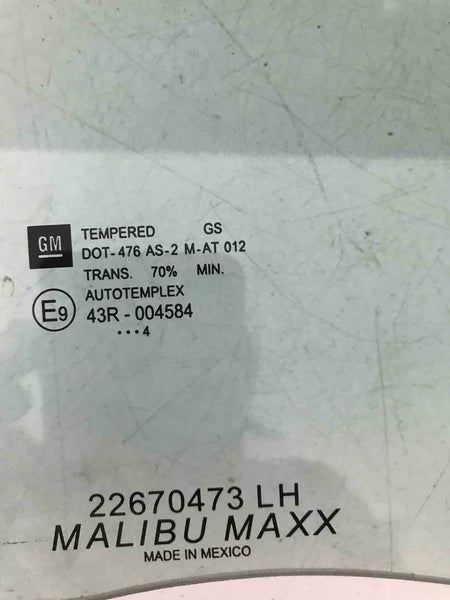 GM
TEMPERED GS
DOT-476 AS-2 M-AT 012
TRANS. 70% MIN.
AUTOTEMPLEX
E9 43R - 004584
•••4
22670473 LH
MALIBU MAXX
MADE IN MEXICO